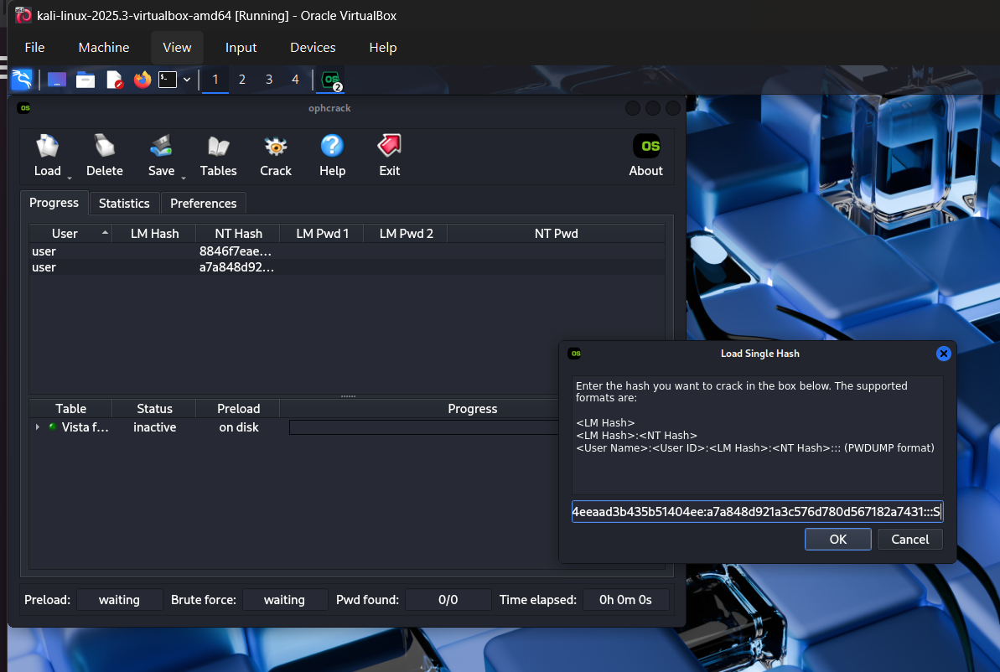 kali-linux-2025.3-virtualbox-amd64 [Running] - Oracle VirtualBox
File Machine View Input Devices Help
1 2 3 4 OS 2
OS ophcrack
Load Delete Save Tables Crack Help Exit OS About
Progress Statistics Preferences
User LM Hash NT Hash LM Pwd 1 LM Pwd 2 NT Pwd
user 8846f7eae...
user a7a848d92...
OS Load Single Hash
Enter the hash you want to crack in the box below. The supported
formats are:
<LM Hash>
<LM Hash>:<NT Hash>
<User Name>:<User ID>:<LM Hash>:<NT Hash>::: (PWDUMP format)
4eeaad3b435b51404ee:a7a848d921a3c576d780d567182a7431:::S
OK Cancel
Table Status Preload Progress
Vista f... inactive on disk
Preload: waiting Brute force: waiting Pwd found: 0/0 Time elapsed: 0h 0m 0s